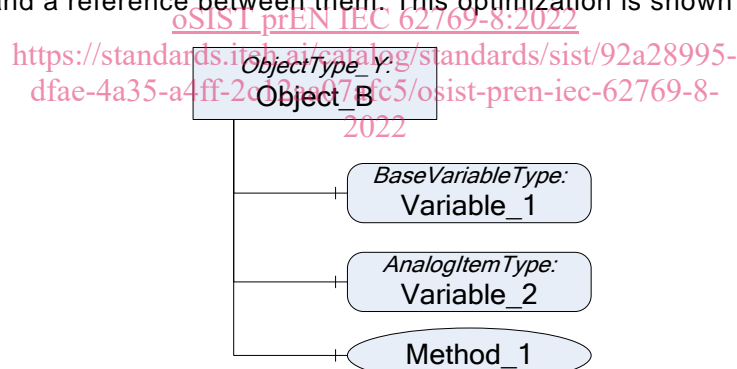 and a reference between them. This optimization is shown
oSIST prEN IEC 62769-8:2022
https://standards.iteh.ai/catalog/standards/sist/92a28995-
ObjectType_Y:
dfae-4a35-a4ff-2c12aa07afc5/osist-pren-iec-62769-8-
Object_B
2022
BaseVariableType:
Variable_1
AnalogItemType:
Variable_2
Method_1